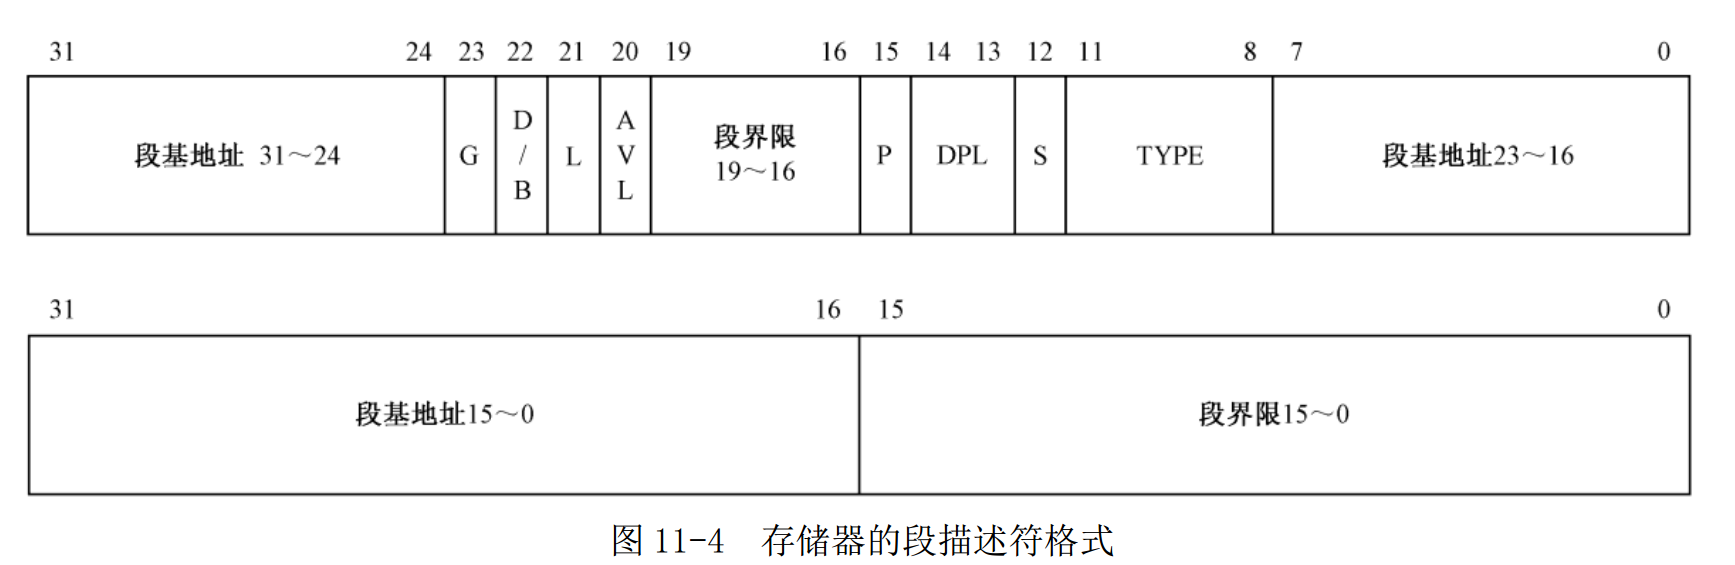 31 24 23 22 21 20 19 16 15 14 13 12 11 8 7 0
段基地址 31～24
G
D
/
B
L
A
V
L
段界限
19～16
P
DPL
S
TYPE
段基地址23～16
31 16 15 0
段基地址15～0
段界限15～0
图 11-4 存储器的段描述符格式